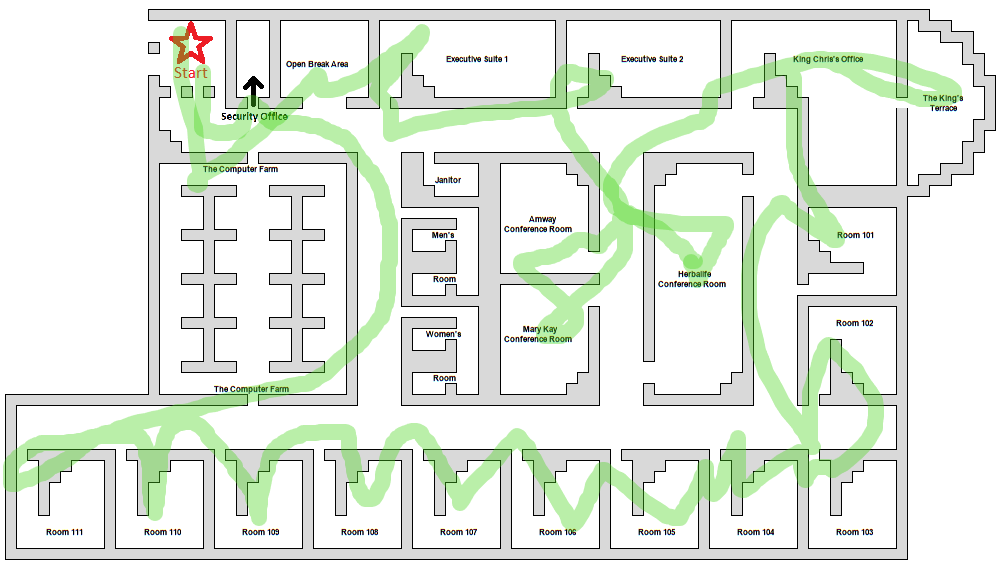 Start
Open Break Area
Executive Suite 1
Executive Suite 2
King Chris's Office
The King's
Terrace
Security Office
The Computer Farm
Janitor
Men's
Room
Amway
Conference Room
Herbalife
Conference Room
Room 101
Mary Kay
Conference Room
Women's
Room
Room 102
The Computer Farm
Room 111
Room 110
Room 109
Room 108
Room 107
Room 106
Room 105
Room 104
Room 103